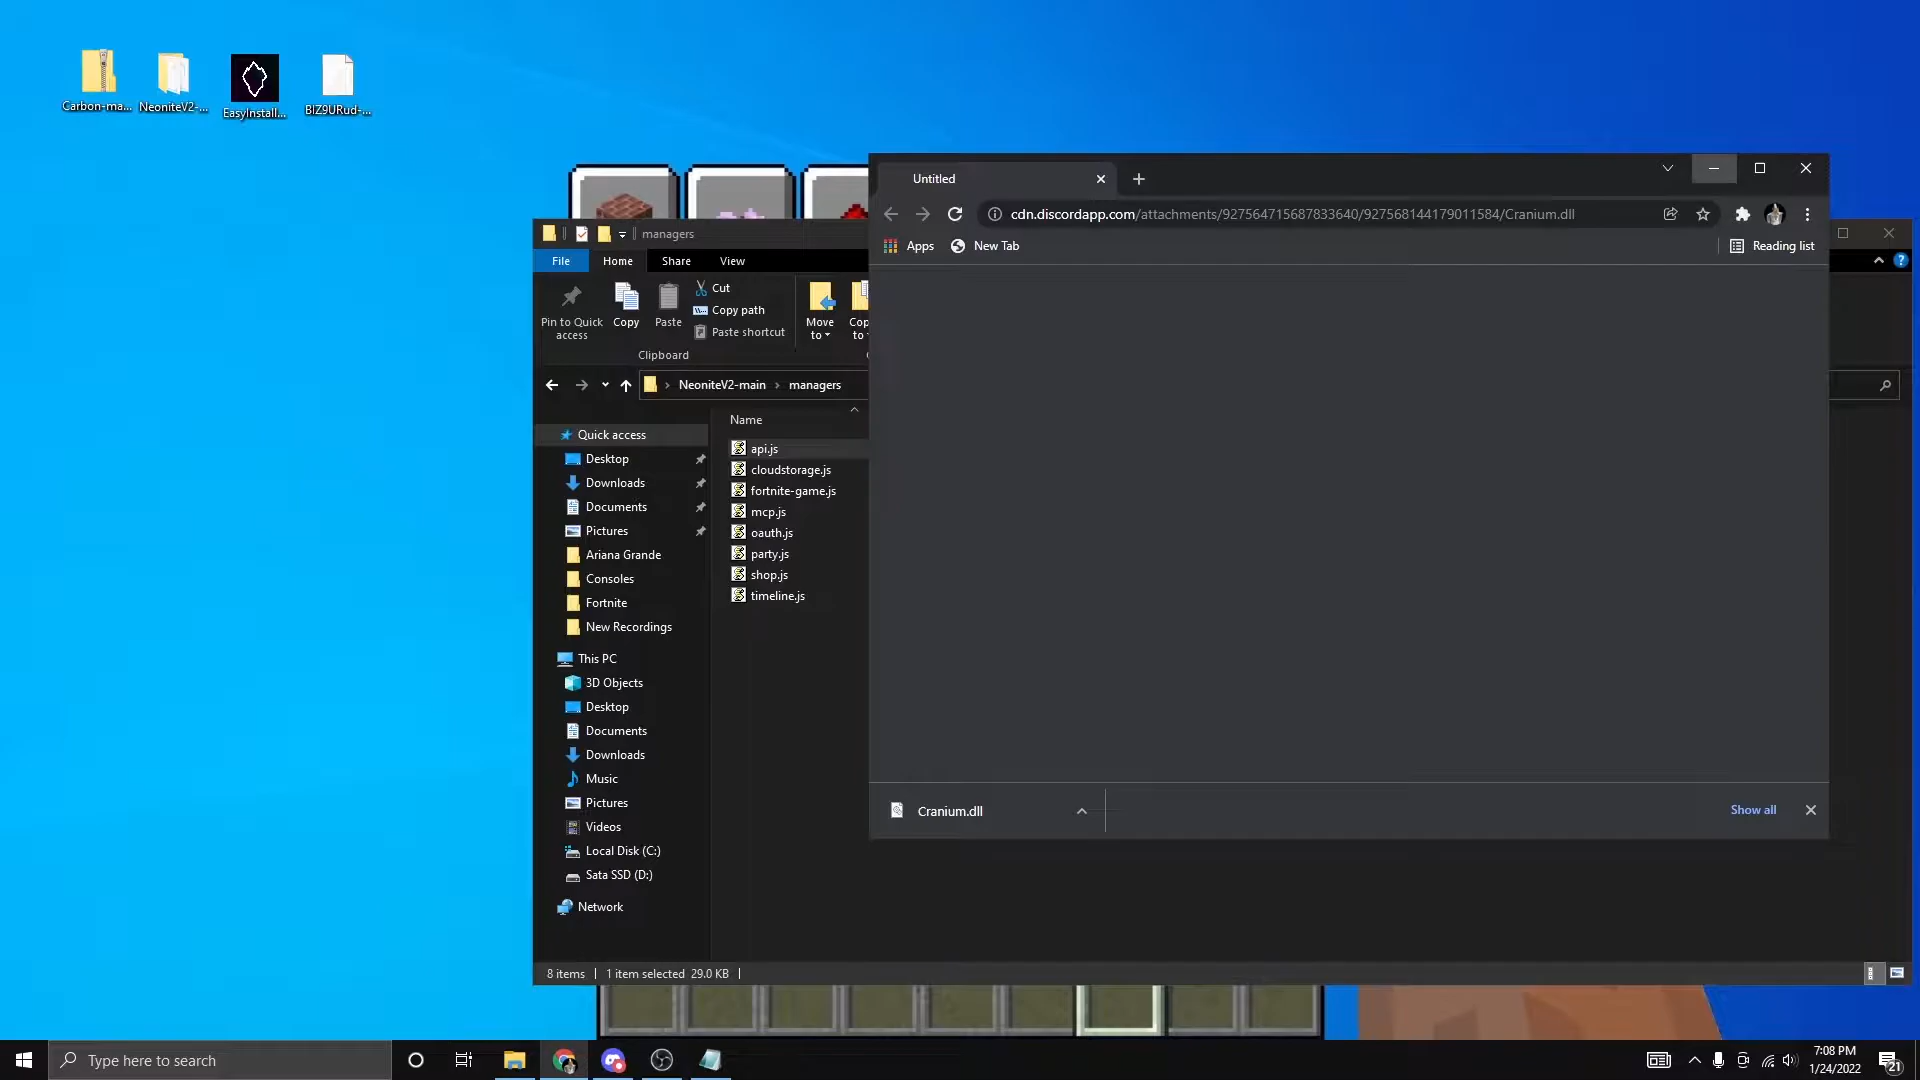 Carbon-ma...
NeoniteV2-...
EasyInstall...
BIZ9URud-...
Untitled
cdn.discordapp.com/attachments/927564715687833640/927568144179011584/Cranium.dll
Apps
New Tab
Reading list
managers
File
Home
Share
View
Pin to Quick
access
Copy
Paste
Cut
Copy path
Paste shortcut
Move
to
Cop
to
Clipboard
NeoniteV2-main
managers
Name
Quick access
Desktop
Downloads
Documents
Pictures
Ariana Grande
Consoles
Fortnite
New Recordings
This PC
3D Objects
Desktop
Documents
Downloads
Music
Pictures
Videos
Local Disk (C:)
Sata SSD (D:)
Network
api.js
cloudstorage.js
fortnite-game.js
mcp.js
oauth.js
party.js
shop.js
timeline.js
Cranium.dll
Show all
8 items
1 item selected 29.0 KB
Type here to search
7:08 PM
1/24/2022
21